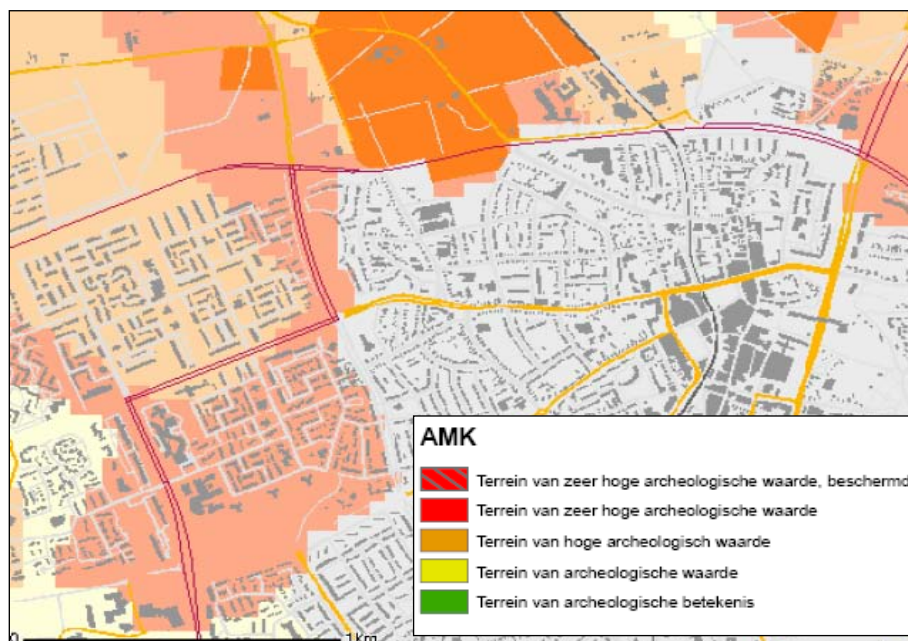 AMK
Terrein van zeer hoge archeologische waarde, beschermd
Terrein van zeer hoge archeologische waarde
Terrein van hoge archeologisch waarde
Terrein van archeologische waarde
Terrein van archeologische betekenis
0 1km